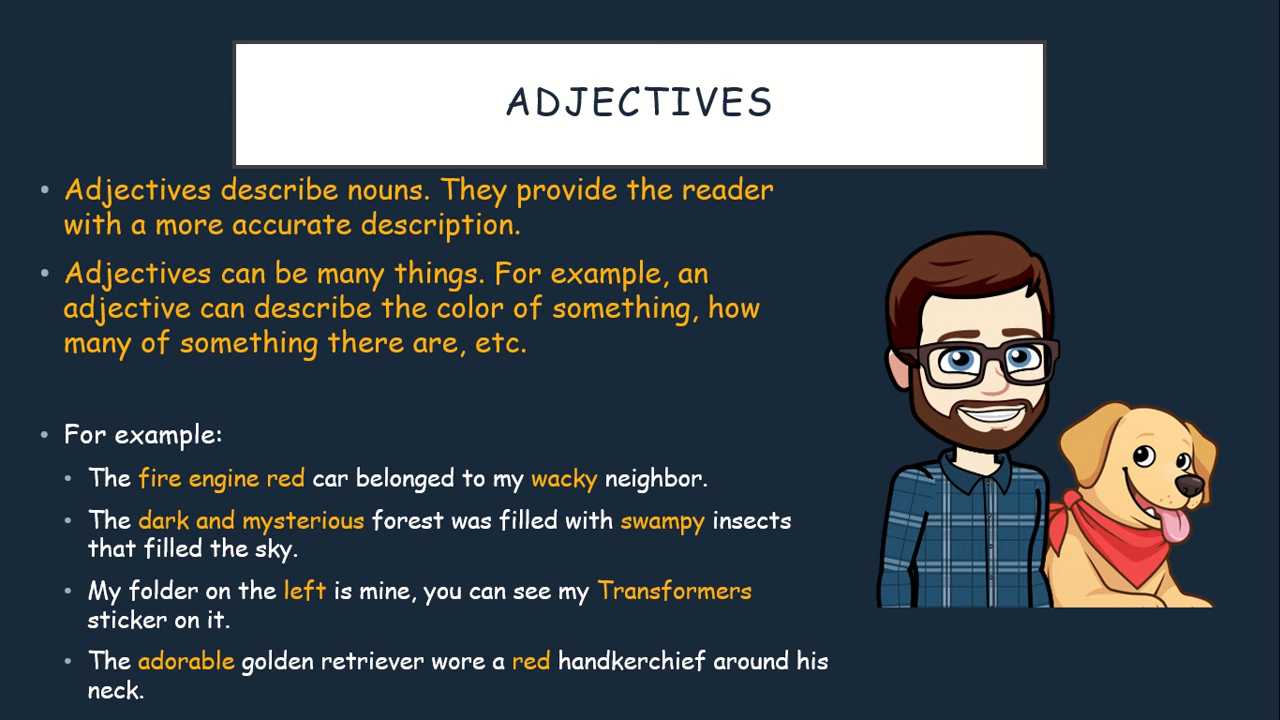 ADJECTIVES
• Adjectives describe nouns. They provide the reader
with a more accurate description.
• Adjectives can be many things. For example, an
adjective can describe the color of something, how
many of something there are, etc.
• For example:
• The fire engine red car belonged to my wacky neighbor.
• The dark and mysterious forest was filled with swampy insects
that filled the sky.
• My folder on the left is mine, you can see my Transformers
sticker on it.
• The adorable golden retriever wore a red handkerchief around his
neck.